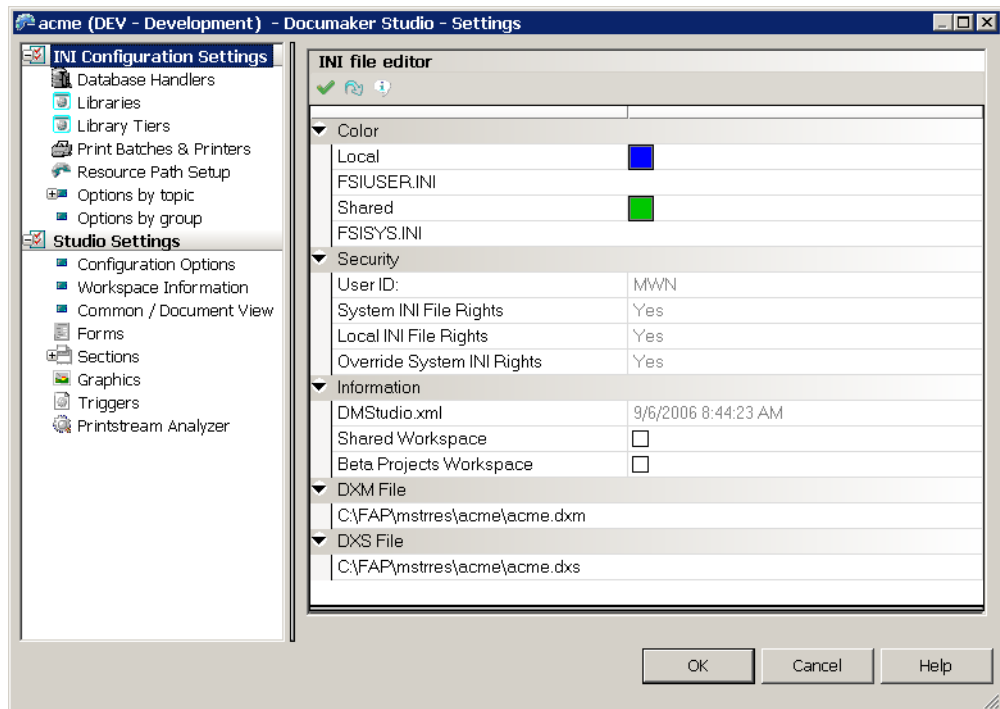 acme (DEV - Development) - Documaker Studio - Settings
INI Configuration Settings
Database Handlers
Libraries
Library Tiers
Print Batches & Printers
Resource Path Setup
Options by topic
Options by group
Studio Settings
Configuration Options
Workspace Information
Common / Document View
Forms
Sections
Graphics
Triggers
Printstream Analyzer
INI file editor
Color
Local
FSIUSER.INI
Shared
FSISYS.INI
Security
User ID: MWN
System INI File Rights Yes
Local INI File Rights Yes
Override System INI Rights Yes
Information
DMStudio.xml 9/6/2006 8:44:23 AM
Shared Workspace
Beta Projects Workspace
DXM File
C:\FAP\mstrres\acme\acme.dxm
DXS File
C:\FAP\mstrres\acme\acme.dxs
OK Cancel Help